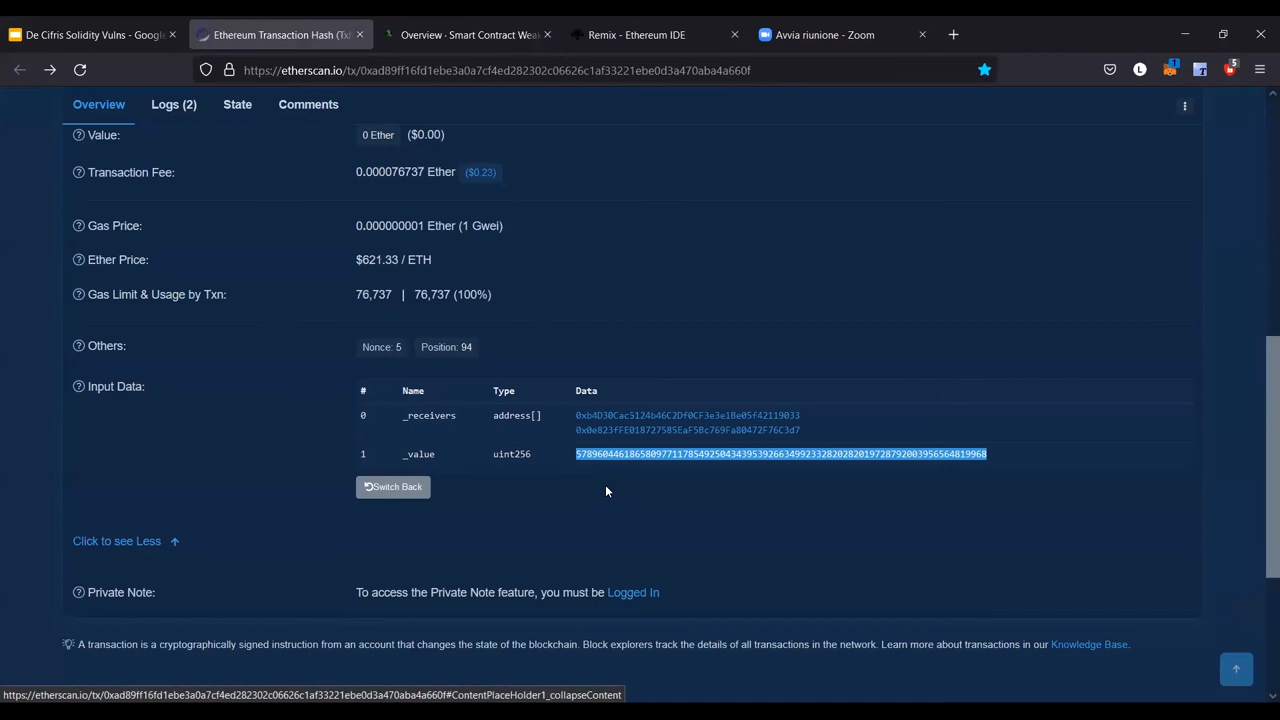 De Cifris Solidity Vulns - Google
Ethereum Transaction Hash (Txh
Overview · Smart Contract Weak
Remix - Ethereum IDE
Avvia riunione - Zoom
https://etherscan.io/tx/0xad89ff16fd1ebe3a0a7cf4ed282302c06626c1af33221ebe0d3a470aba4a660f
L
1
5
Overview
Logs (2)
State
Comments
Value:
0 Ether ($0.00)
Transaction Fee:
0.000076737 Ether ($0.23)
Gas Price:
0.000000001 Ether (1 Gwei)
Ether Price:
$621.33 / ETH
Gas Limit & Usage by Txn:
76,737 | 76,737 (100%)
Others:
Nonce: 5 Position: 94
Input Data:
# Name Type Data
0 _receivers address[] 0xb4D30Cac5124b46C2Df0CF3e3e1Be05f42119033
0x0e823fFE018727585EaF5Bc769Fa80472F76C3d7
1 _value uint256 57896044618658097711785492504343953926634992332820282019728792003956564819968
Switch Back
Click to see Less
Private Note:
To access the Private Note feature, you must be Logged In
A transaction is a cryptographically signed instruction from an account that changes the state of the blockchain. Block explorers track the details of all transactions in the network. Learn more about transactions in our Knowledge Base.
https://etherscan.io/tx/0xad89ff16fd1ebe3a0a7cf4ed282302c06626c1af33221ebe0d3a470aba4a660f#ContentPlaceHolder1_collapseContent